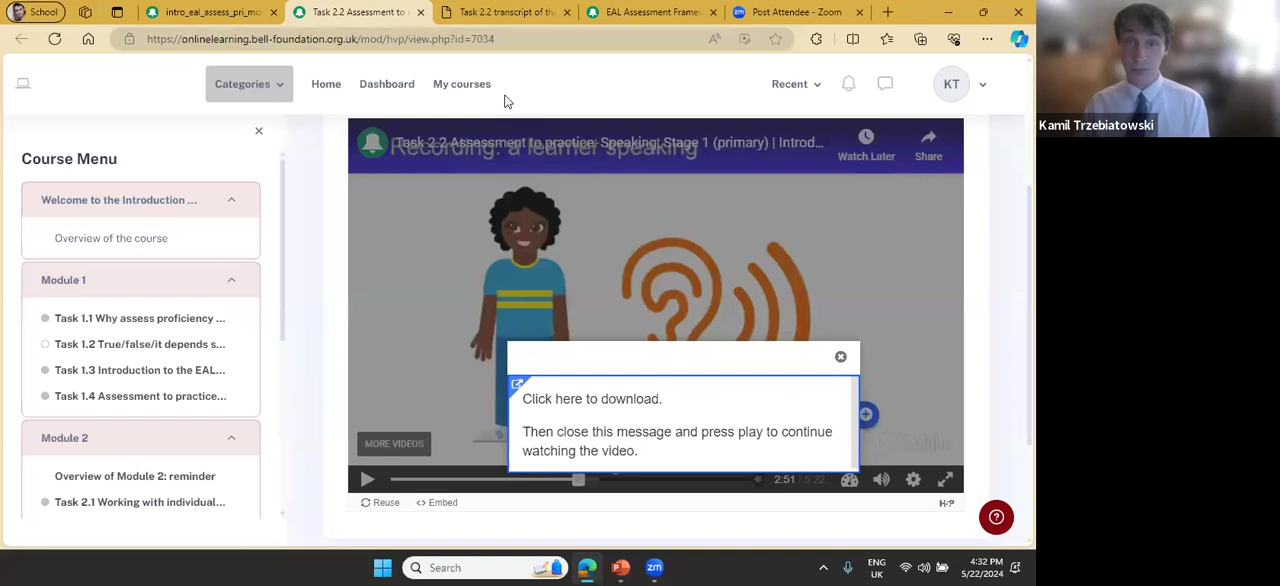 School
intro_eal_assess_pri_mo
Task 2.2 Assessment to
Task 2.2 transcript of th
EAL Assessment Frame
Post Attendee - Zoom
https://onlinelearning.bell-foundation.org.uk/mod/hvp/view.php?id=7034
Categories
Home
Dashboard
My courses
Recent
KT
Kamil Trzebiatowski
Course Menu
Welcome to the Introduction ...
Overview of the course
Module 1
Task 1.1 Why assess proficiency ...
Task 1.2 True/false/it depends s...
Task 1.3 Introduction to the EAL...
Task 1.4 Assessment to practice...
Module 2
Overview of Module 2: reminder
Task 2.1 Working with individual...
Recording: a learner speaking
Task 2.2 Assessment to practice: Speaking, Stage 1 (primary) | Introd...
Watch Later
Share
Click here to download.
Then close this message and press play to continue
watching the video.
MORE VIDEOS
2:51 / 5:22
Reuse
<> Embed
H-P
Search
ENG
UK
4:32 PM
5/22/2024